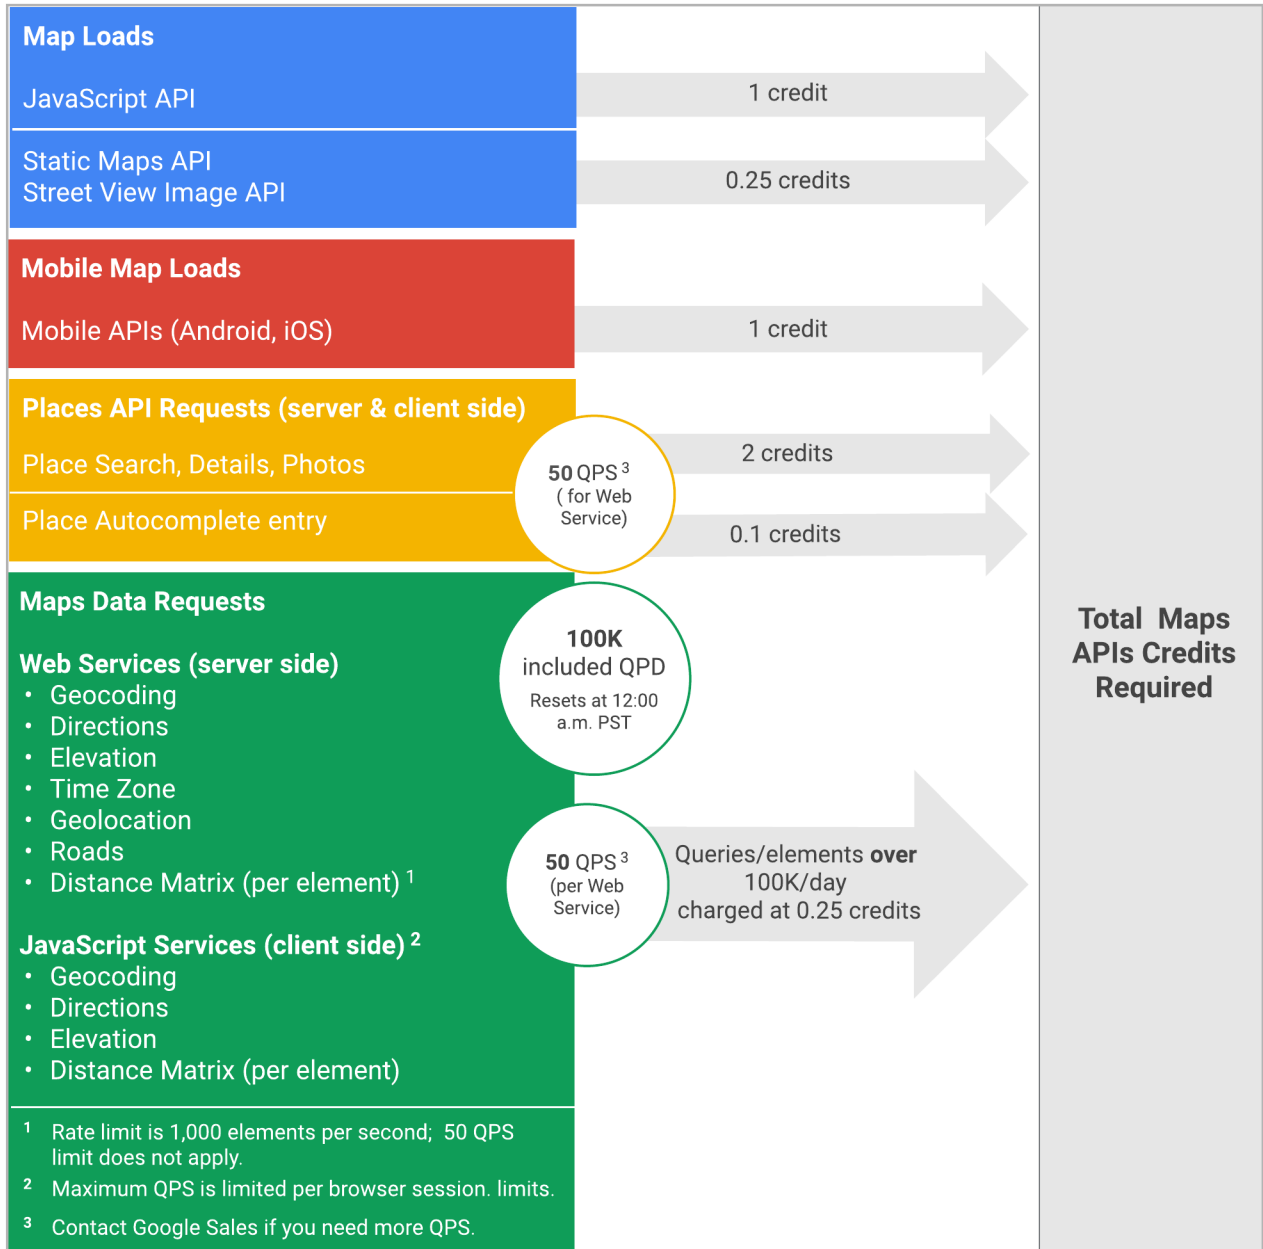 Map Loads
JavaScript API
1 credit
Static Maps API
Street View Image API
0.25 credits
Mobile Map Loads
Mobile APIs (Android, iOS)
1 credit
Places API Requests (server & client side)
Place Search, Details, Photos
2 credits
Place Autocomplete entry
0.1 credits
50 QPS 3
( for Web
Service)
Maps Data Requests
Web Services (server side)
• Geocoding
• Directions
• Elevation
• Time Zone
• Geolocation
• Roads
• Distance Matrix (per element) 1
100K
included QPD
Resets at 12:00
a.m. PST
50 QPS 3
(per Web
Service)
Queries/elements over
100K/day
charged at 0.25 credits
JavaScript Services (client side) 2
• Geocoding
• Directions
• Elevation
• Distance Matrix (per element)
1 Rate limit is 1,000 elements per second; 50 QPS
limit does not apply.
2 Maximum QPS is limited per browser session. limits.
3 Contact Google Sales if you need more QPS.
Total Maps
APIs Credits
Required